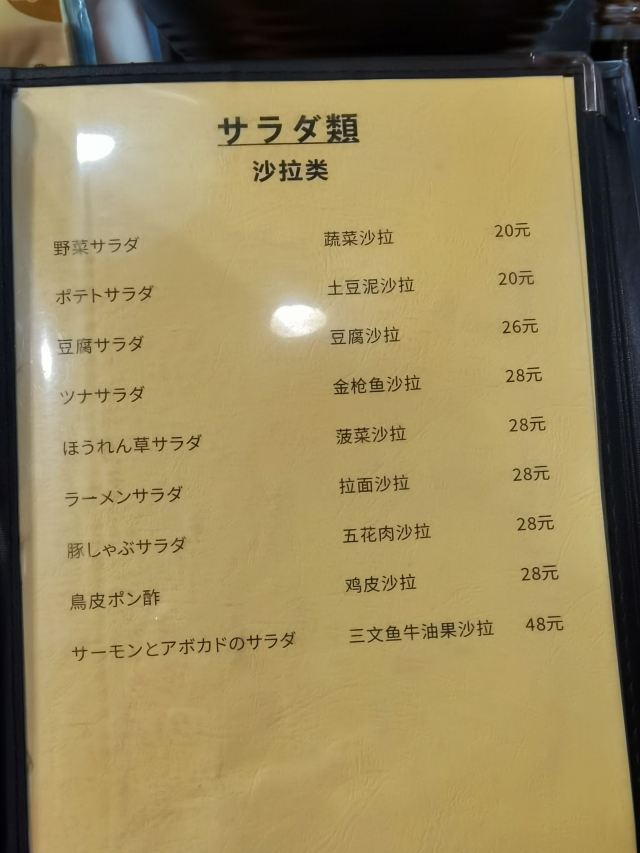 サラダ類
沙拉类
野菜サラダ 蔬菜沙拉 20元
ポテトサラダ 土豆泥沙拉 20元
豆腐サラダ 豆腐沙拉 26元
ツナサラダ 金枪鱼沙拉 28元
ほうれん草サラダ 菠菜沙拉 28元
ラーメンサラダ 拉面沙拉 28元
豚しゃぶサラダ 五花肉沙拉 28元
鳥皮ポン酢 鸡皮沙拉 28元
サーモンとアボカドのサラダ 三文鱼牛油果沙拉 48元